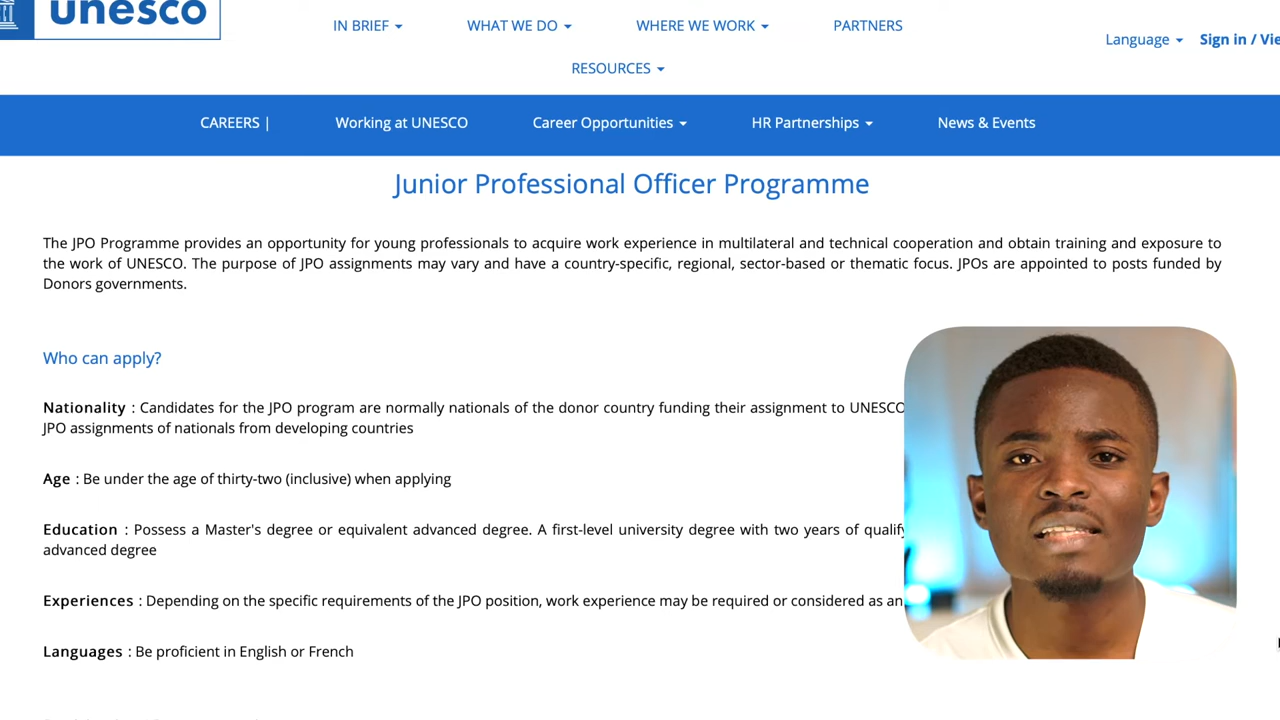 unesco
IN BRIEF
WHAT WE DO
WHERE WE WORK
PARTNERS
Language
Sign in / Vie
RESOURCES
CAREERS |
Working at UNESCO
Career Opportunities
HR Partnerships
News & Events
Junior Professional Officer Programme
The JPO Programme provides an opportunity for young professionals to acquire work experience in multilateral and technical cooperation and obtain training and exposure to
the work of UNESCO. The purpose of JPO assignments may vary and have a country-specific, regional, sector-based or thematic focus. JPOs are appointed to posts funded by
Donors governments.
Who can apply?
Nationality : Candidates for the JPO program are normally nationals of the donor country funding their assignment to UNESCO
JPO assignments of nationals from developing countries
Age : Be under the age of thirty-two (inclusive) when applying
Education : Possess a Master's degree or equivalent advanced degree. A first-level university degree with two years of qualify
advanced degree
Experiences : Depending on the specific requirements of the JPO position, work experience may be required or considered as an
Languages : Be proficient in English or French